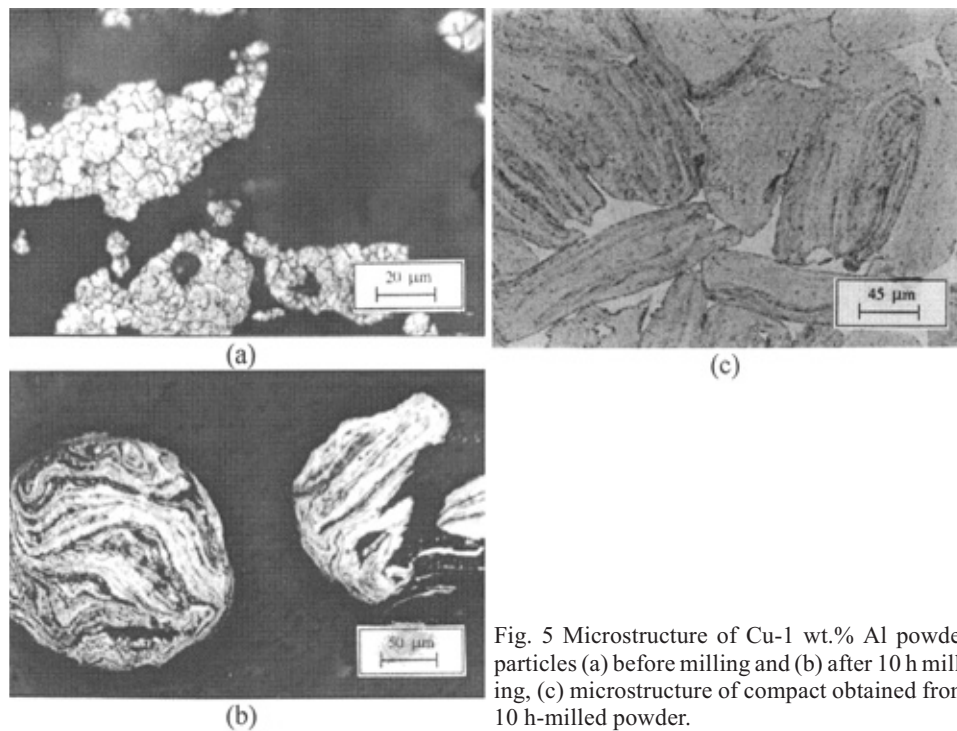 20 µm
(a)
45 µm
(c)
50 µm
(b)
Fig. 5 Microstructure of Cu-1 wt.% Al powde
particles (a) before milling and (b) after 10 h mill
ing, (c) microstructure of compact obtained from
10 h-milled powder.